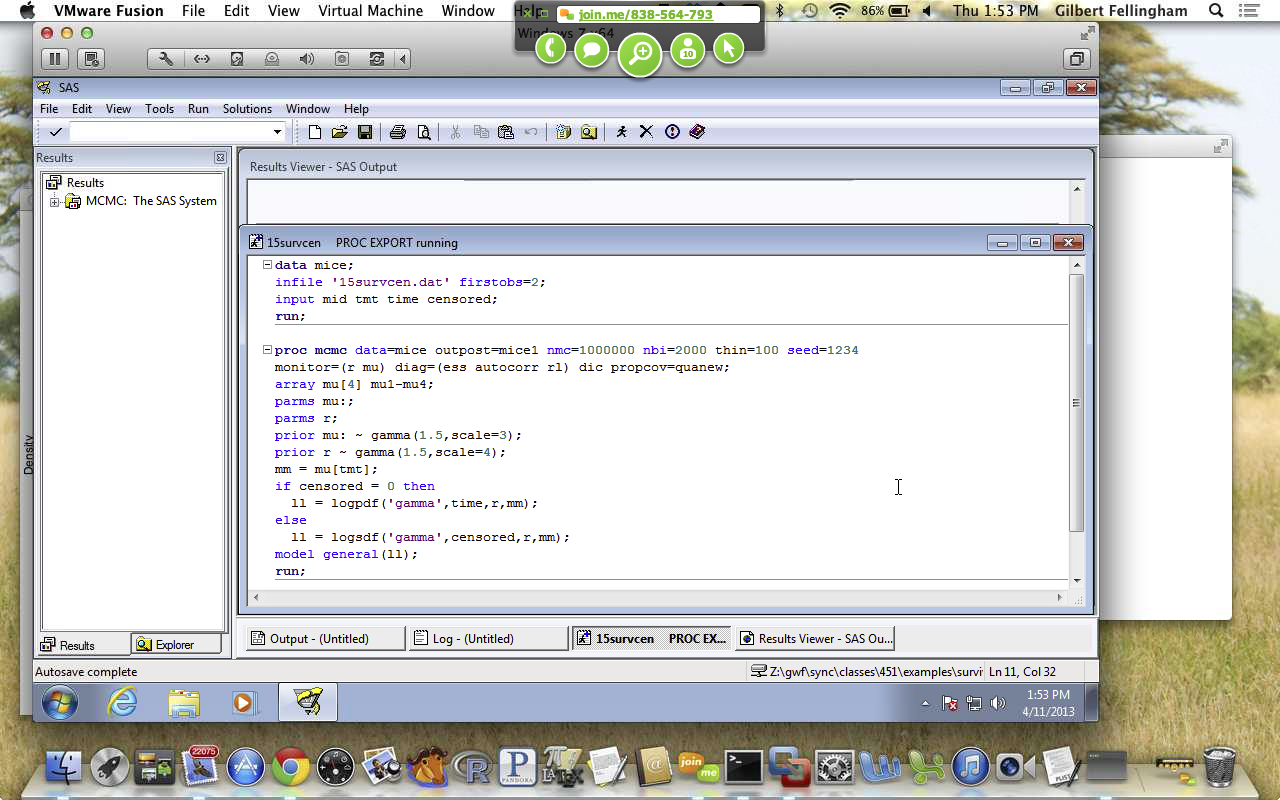 VMware Fusion File Edit View Virtual Machine Window Help
join.me/838-564-793
86% Thu 1:53 PM Gilbert Fellingham
Windows 7 x64
10
SAS
File Edit View Tools Run Solutions Window Help
Results
Results Viewer - SAS Output
Results
MCMC: The SAS System
15survcen PROC EXPORT running
data mice;
infile '15survcen.dat' firstobs=2;
input mid tmt time censored;
run;
proc mcmc data=mice outpost=mice1 nmc=1000000 nbi=2000 thin=100 seed=1234
monitor=(r mu) diag=(ess autocorr rl) dic propcov=quanew;
array mu[4] mu1-mu4;
parms mu:;
parms r;
prior mu: ~ gamma(1.5,scale=3);
prior r ~ gamma(1.5,scale=4);
mm = mu[tmt];
if censored = 0 then
ll = logpdf('gamma',time,r,mm);
else
ll = logsdf('gamma',censored,r,mm);
model general(ll);
run;
Density
Results Explorer
Output - (Untitled) Log - (Untitled) 15survcen PROC EX... Results Viewer - SAS Ou...
Autosave complete
Z:\gwf\sync\classes\451\examples\survi Ln 11, Col 32
1:53 PM
4/11/2013
22075
R
P
PANDORA
TEX
@
join
me
>_
W
PLIST